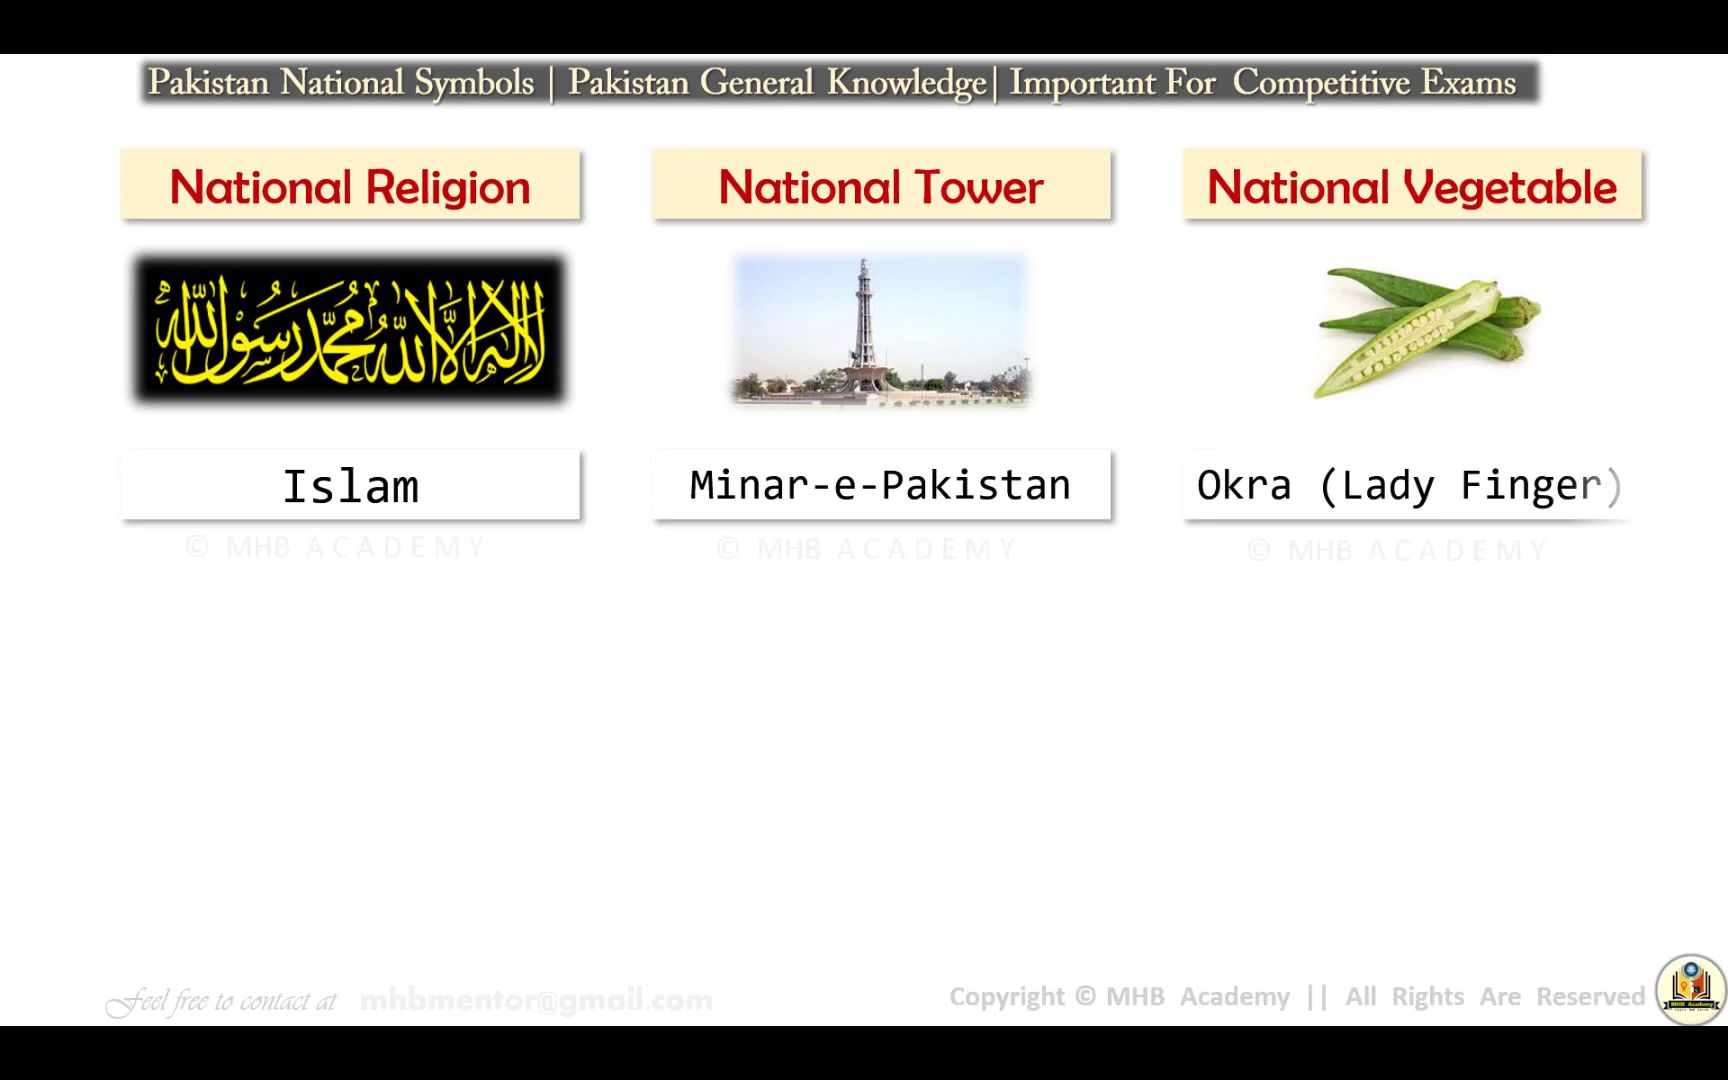 Pakistan National Symbols | Pakistan General Knowledge| Important For Competitive Exams
National Religion
National Tower
National Vegetable
لا إله إلا الله محمد رسول الله
Islam
Minar-e-Pakistan
Okra (Lady Finger)
© MHB ACADEMY
© MHB ACADEMY
© MHB ACADEMY
Feel free to contact at mhbmentor@gmail.com
Copyright © MHB Academy || All Rights Are Reserved
MHB Academy